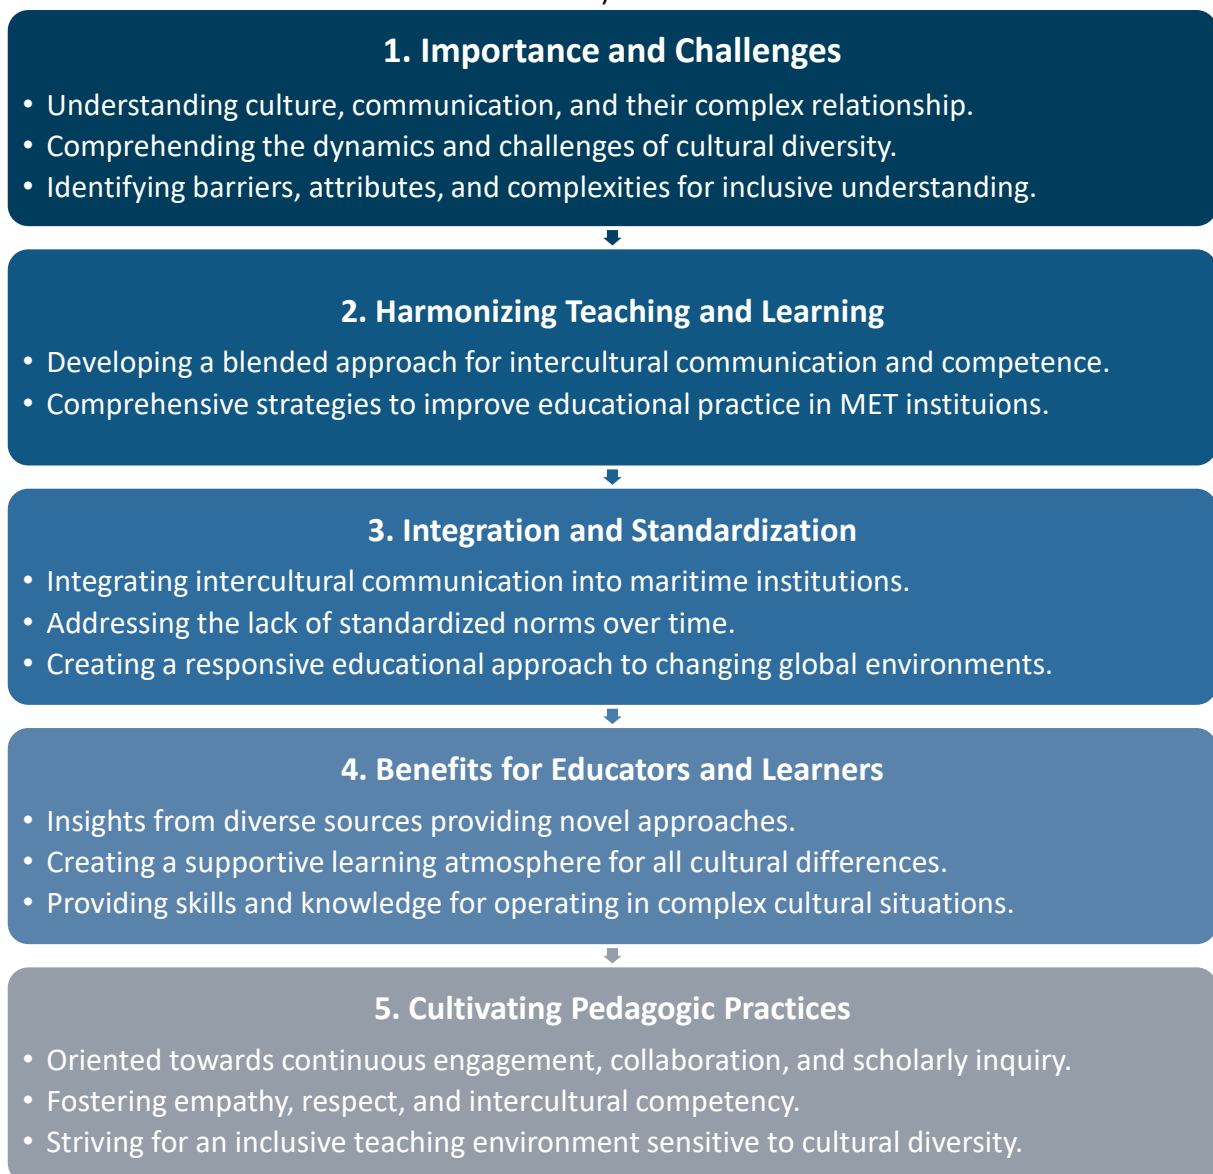 1. Importance and Challenges
• Understanding culture, communication, and their complex relationship.
• Comprehending the dynamics and challenges of cultural diversity.
• Identifying barriers, attributes, and complexities for inclusive understanding.
2. Harmonizing Teaching and Learning
• Developing a blended approach for intercultural communication and competence.
• Comprehensive strategies to improve educational practice in MET instituions.
3. Integration and Standardization
• Integrating intercultural communication into maritime institutions.
• Addressing the lack of standardized norms over time.
• Creating a responsive educational approach to changing global environments.
4. Benefits for Educators and Learners
• Insights from diverse sources providing novel approaches.
• Creating a supportive learning atmosphere for all cultural differences.
• Providing skills and knowledge for operating in complex cultural situations.
5. Cultivating Pedagogic Practices
• Oriented towards continuous engagement, collaboration, and scholarly inquiry.
• Fostering empathy, respect, and intercultural competency.
• Striving for an inclusive teaching environment sensitive to cultural diversity.